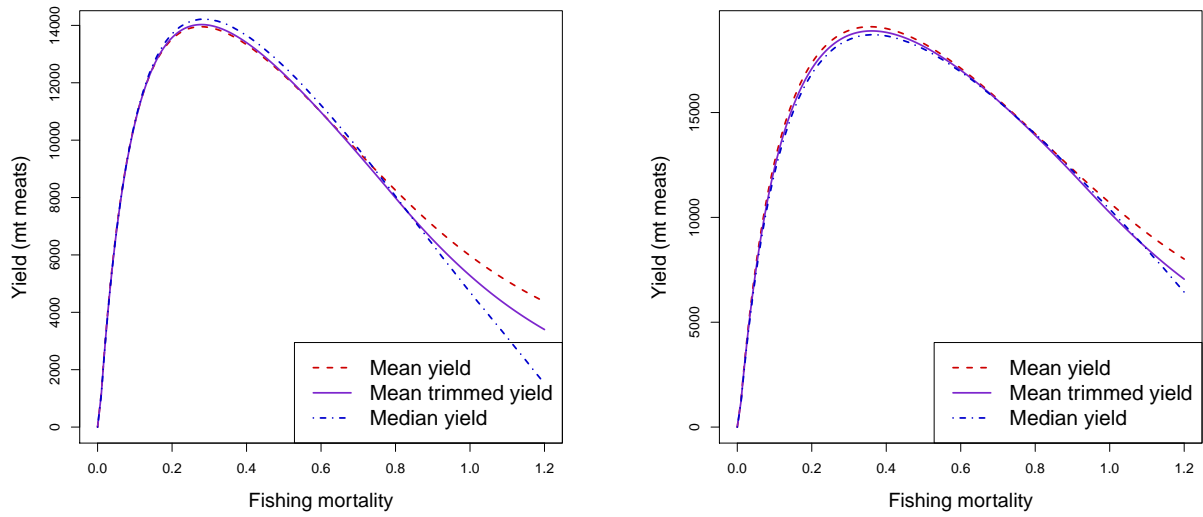 14000
12000
10000
8000
6000
4000
2000
0
Yield (mt meats)
Mean yield
Mean trimmed yield
Median yield
0.0 0.2 0.4 0.6 0.8 1.0 1.2
Fishing mortality
15000
10000
5000
0
Yield (mt meats)
Mean yield
Mean trimmed yield
Median yield
0.0 0.2 0.4 0.6 0.8 1.0 1.2
Fishing mortality